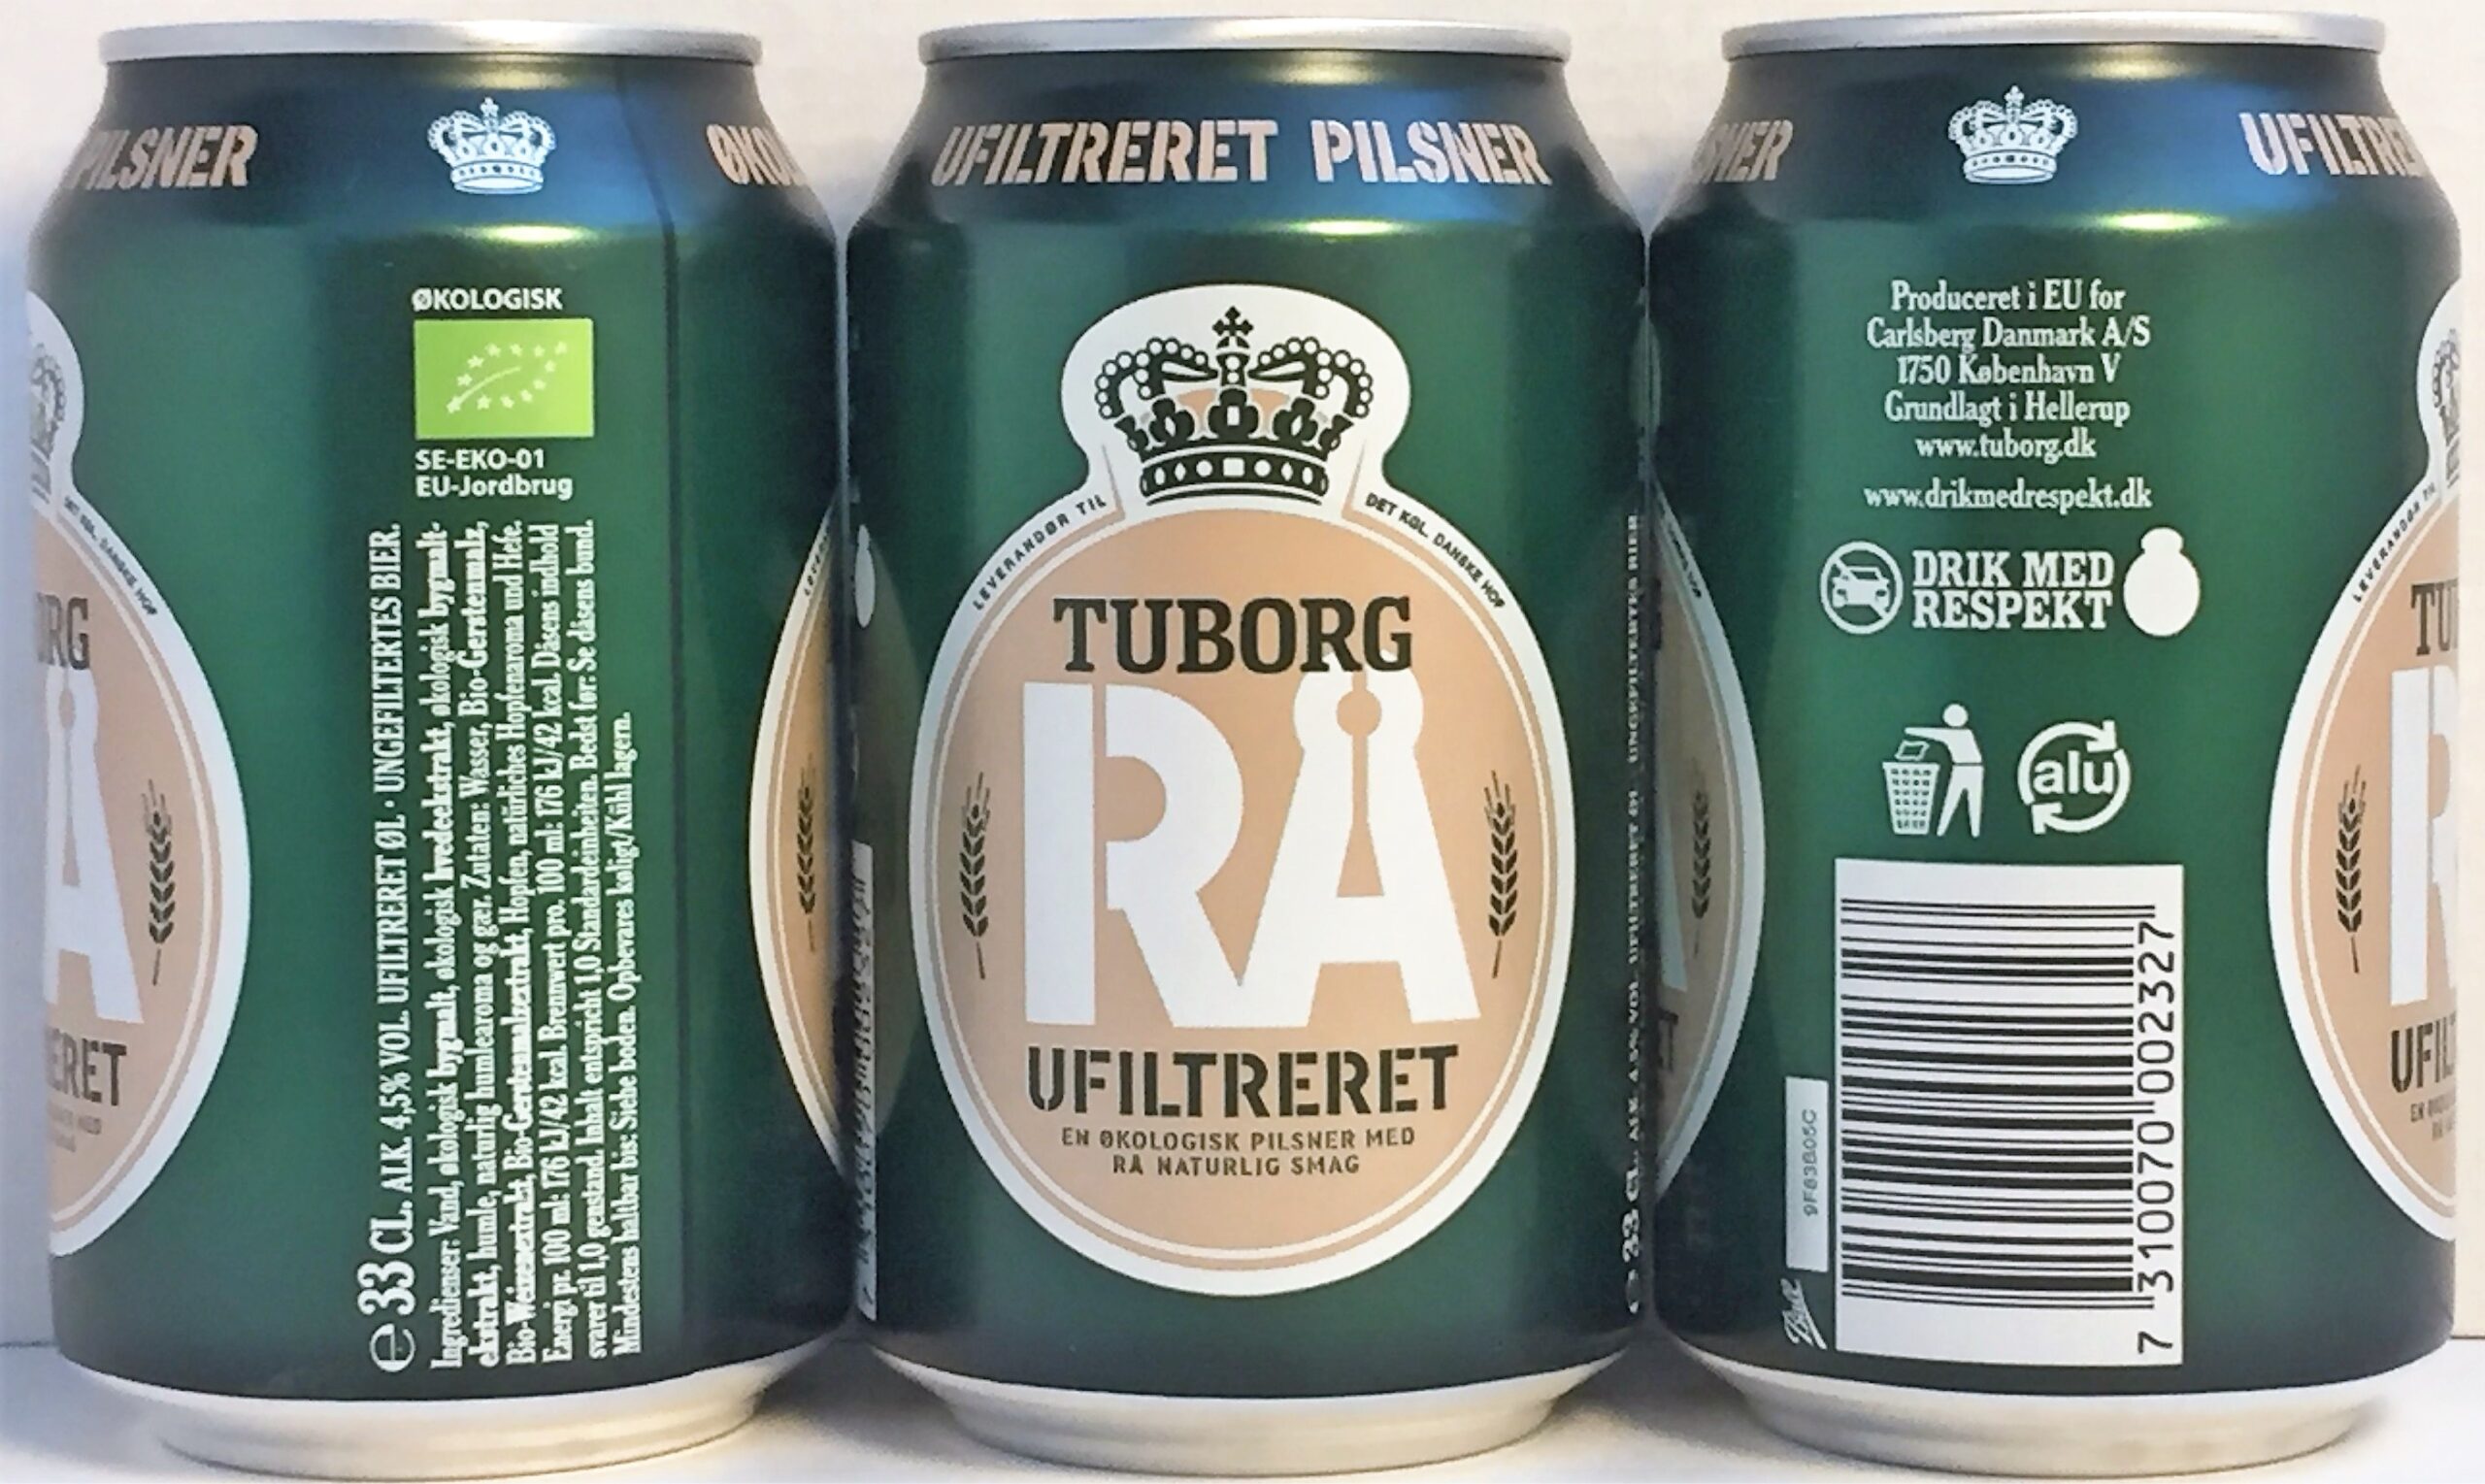 PILSNER
ØKOLOGISK
SE-EKO-01
EU-Jordbrug
ERET
e 33 CL. ALK. 4,5% VOL. UFILTRERET ØL · UNGEFILTERTES BIER.
Ingredienser: Vand, økologisk bygmalt, økologisk hvedeekstrakt, økologisk bygmalt-
ekstrakt, humle, naturlig humlearoma og gær. Zutaten: Wasser, Bio-Gerstenmalz,
Bio-Weizenextrakt, Bio-Gerstenmalzextrakt, Hopfen, natürliches Hopfenaroma und Hefe.
Energi pr. 100 ml: 176 kJ/42 kcal. Brennwert pro. 100 ml: 176 kJ/42 kcal. Dåsens indhold
svarer til 1,0 genstand. Inhalt entspricht 1,0 Standardeinheiten. Bedst før: Se dåsens bund.
Mindestens haltbar bis: Siehe boden. Opbevares køligt/Kühl lagern.
UFILTRERET PILSNER
LEVERANDØR TIL DET KGL. DANSKE HOF
TUBORG
RÅ
UFILTRERET
EN ØKOLOGISK PILSNER MED
RÅ NATURLIG SMAG
Produceret i EU for
Carlsberg Danmark A/S
1750 København V
Grundlagt i Hellerup
www.tuborg.dk
www.drikmedrespekt.dk
DRIK MED
RESPEKT
alu
Ball
7 310070 002327